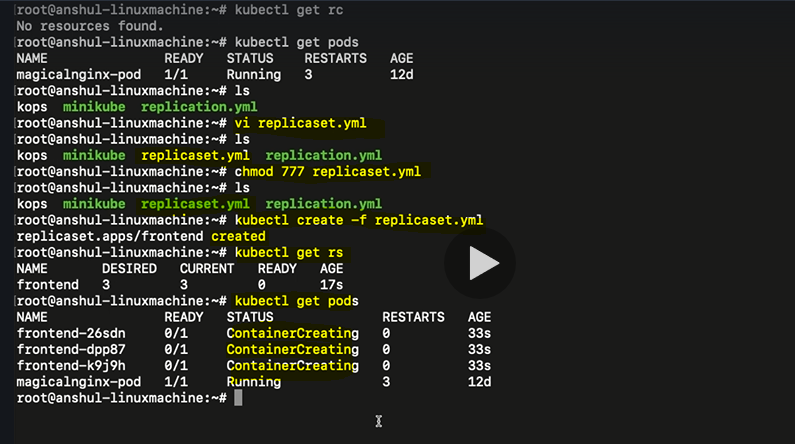 root@anshul-linuxmachine:~# kubectl get rc
No resources found.
root@anshul-linuxmachine:~# kubectl get pods
NAME READY STATUS RESTARTS AGE
magicalnginx-pod 1/1 Running 3 12d
root@anshul-linuxmachine:~# ls
kops minikube replication.yml
root@anshul-linuxmachine:~# vi replicaset.yml
root@anshul-linuxmachine:~# ls
kops minikube replicaset.yml replication.yml
root@anshul-linuxmachine:~# chmod 777 replicaset.yml
root@anshul-linuxmachine:~# ls
kops minikube replicaset.yml replication.yml
root@anshul-linuxmachine:~# kubectl create -f replicaset.yml
replicaset.apps/frontend created
root@anshul-linuxmachine:~# kubectl get rs
NAME DESIRED CURRENT READY AGE
frontend 3 3 0 17s
root@anshul-linuxmachine:~# kubectl get pods
NAME READY STATUS RESTARTS AGE
frontend-26sdn 0/1 ContainerCreating 0 33s
frontend-dpp87 0/1 ContainerCreating 0 33s
frontend-k9j9h 0/1 ContainerCreating 0 33s
magicalnginx-pod 1/1 Running 3 12d
root@anshul-linuxmachine:~#